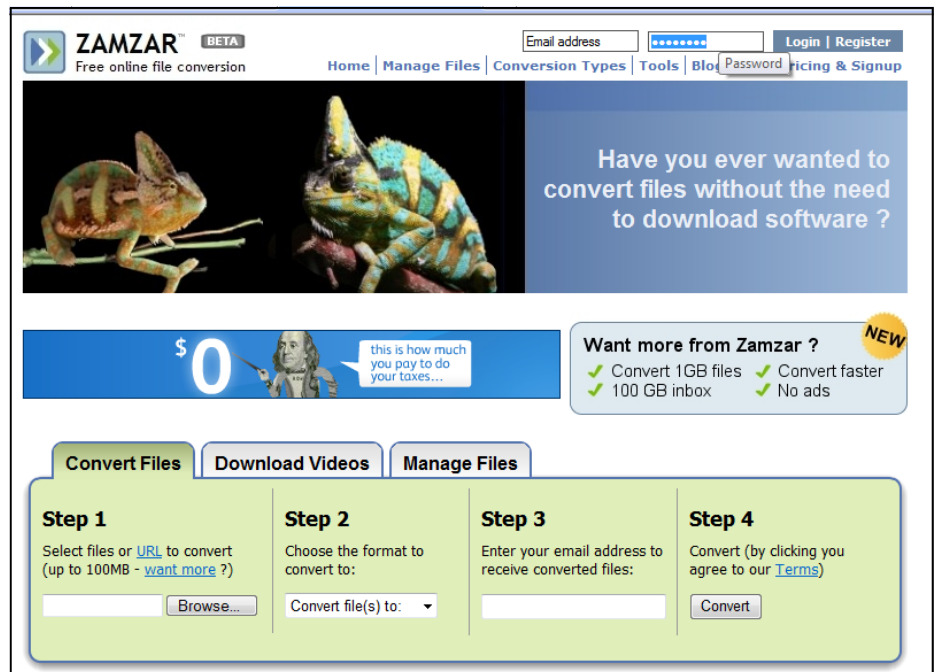 ZAMZAR™ BETA
Free online file conversion
Email address
Login | Register
Password
Home | Manage Files | Conversion Types | Tools |
& Signup
Have you ever wanted to
convert files without the need
to download software ?
$0
this is how much
you pay to do
your taxes...
NEW
Want more from Zamzar ?
Convert 1GB files
Convert faster
100 GB inbox
No ads
Convert Files
Download Videos
Manage Files
Step 1
Select files or URL to convert
(up to 100MB - want more ?)
Browse...
Step 2
Choose the format to
convert to:
Convert file(s) to:
Step 3
Enter your email address to
receive converted files:
Step 4
Convert (by clicking you
agree to our Terms)
Convert